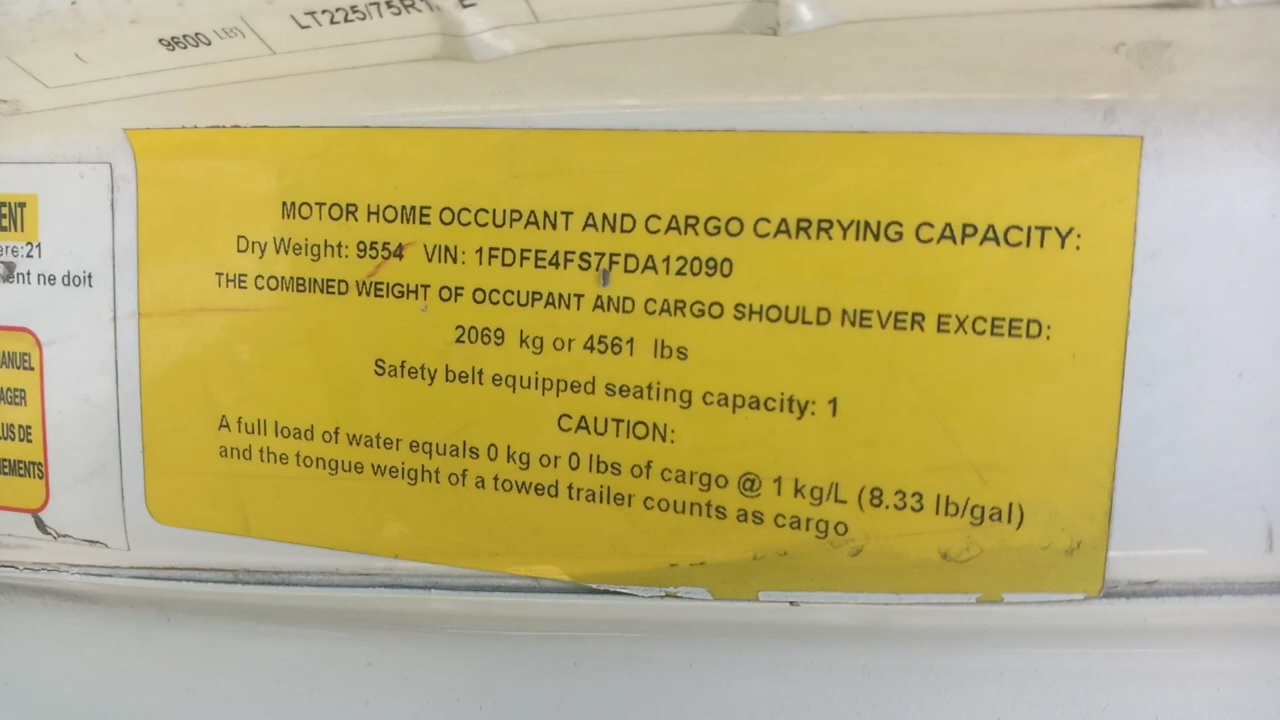 9600 LB)
LT225/75R1 E
ENT
ere:21
ent ne doit
ANUEL
AGER
LUS DE
NEMENTS
MOTOR HOME OCCUPANT AND CARGO CARRYING CAPACITY:
Dry Weight: 9554 VIN: 1FDFE4FS7FDA12090
THE COMBINED WEIGHT OF OCCUPANT AND CARGO SHOULD NEVER EXCEED:
2069 kg or 4561 lbs
Safety belt equipped seating capacity: 1
CAUTION:
A full load of water equals 0 kg or 0 lbs of cargo @ 1 kg/L (8.33 lb/gal)
and the tongue weight of a towed trailer counts as cargo